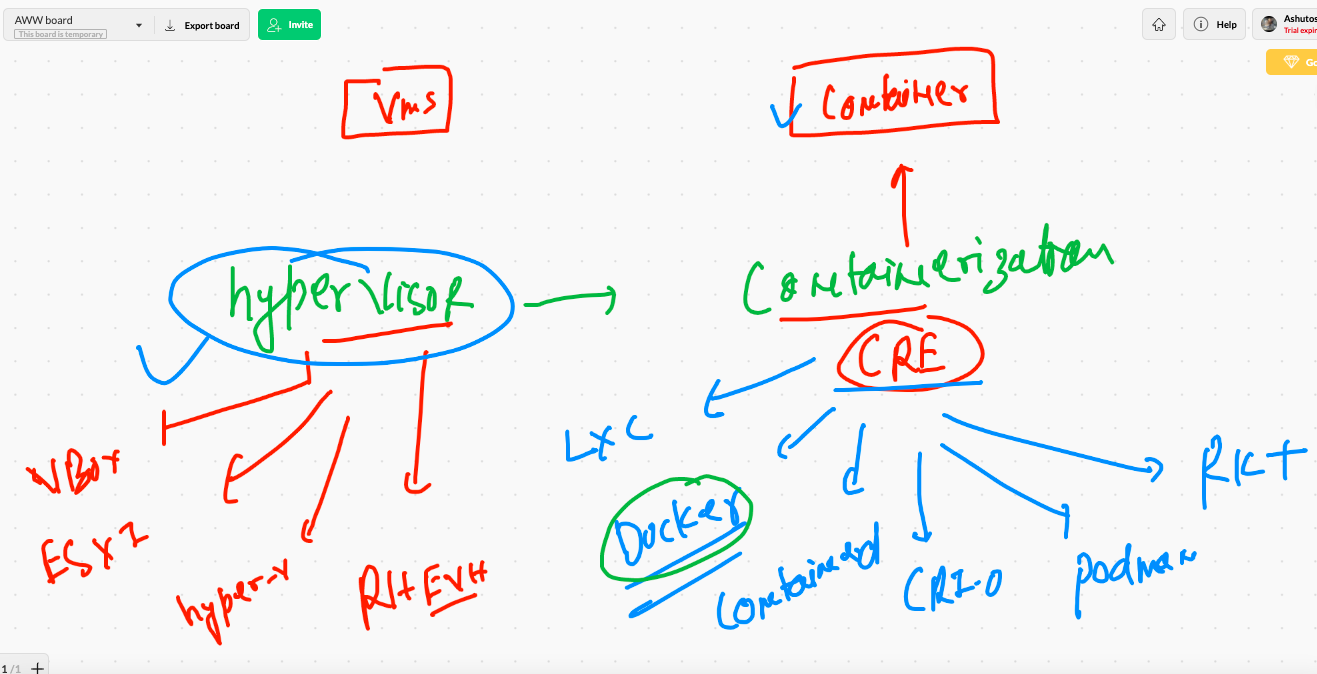 AWW board
This board is temporary
Export board
Invite
Help
Ashutos
Trial expir
Go
Vms
Container
hypervisor
Containerization
CRE
LXC
RKT
VBox
Docker
ESXI
hyper-v
RHEVH
Containerd
CRI-O
podman
1 /1